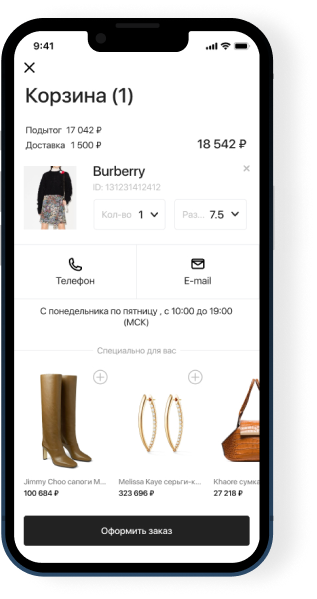 9:41
Корзина (1)
Подытог 17 042 ₽
Доставка 1 500 ₽
18 542 ₽
Burberry
ID: 131231412412
Кол-во 1
Раз... 7.5
Телефон
E-mail
С понедельника по пятницу , с 10:00 до 19:00
(МСК)
Специально для вас
Jimmy Choo сапоги M...
100 684 ₽
Melissa Kaye серьги-к...
323 696 ₽
Khaore сумка
27 218 ₽
Оформить заказ